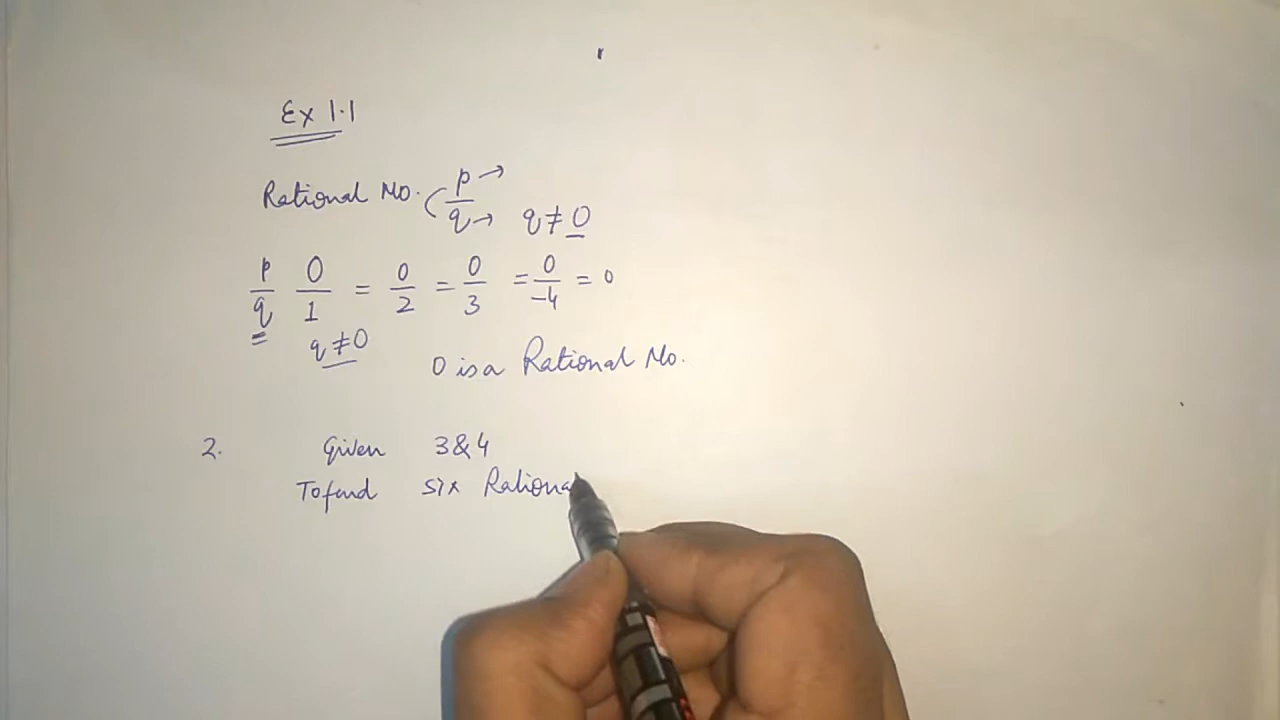 Ex 1.1
Rational No. p/q → → q ≠ 0
p/q 0/1 = 0/2 = 0/3 = 0/-4 = 0
q ≠ 0
0 is a Rational No.
2. Given 3 & 4
To find six Rationa